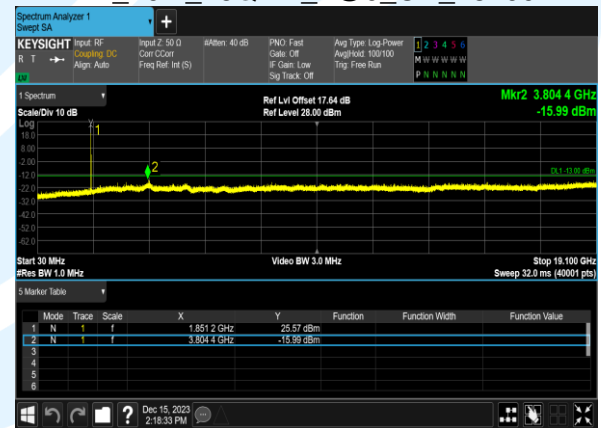 Spectrum Analyzer 1
Swept SA
+
KEYSIGHT
R T
LXI
Input: RF
Coupling: DC
Align: Auto
Input Z: 50 Ω
Corr CCorr
Freq Ref: Int (S)
#Atten: 40 dB
PNO: Fast
Gate: Off
IF Gain: Low
Sig Track: Off
Avg Type: Log-Power
Avg|Hold: 100/100
Trig: Free Run
1 2 3 4 5 6
M W W W W W
P N N N N N
1 Spectrum
Scale/Div 10 dB
Ref Lvl Offset 17.64 dB
Ref Level 28.00 dBm
Mkr2 3.804 4 GHz
-15.99 dBm
Log
18.0
8.00
-2.00
-12.0
-22.0
-32.0
-42.0
-52.0
-62.0
1
2
DL1 -13.00 dBm
Start 30 MHz
#Res BW 1.0 MHz
Video BW 3.0 MHz
Stop 19.100 GHz
Sweep 32.0 ms (40001 pts)
5 Marker Table
Mode Trace Scale X Y Function Function Width Function Value
1 N 1 f 1.851 2 GHz 25.57 dBm
2 N 1 f 3.804 4 GHz -15.99 dBm
3
4
5
6
?
Dec 15, 2023
2:18:33 PM